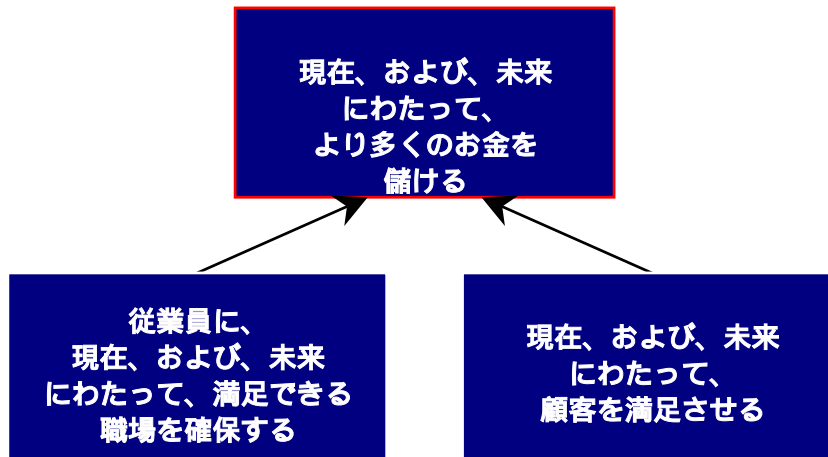 現在、および、未来
にわたって、
より多くのお金を
儲ける
従業員に、
現在、および、未来
にわたって、満足できる
職場を確保する
現在、および、未来
にわたって、
顧客を満足させる